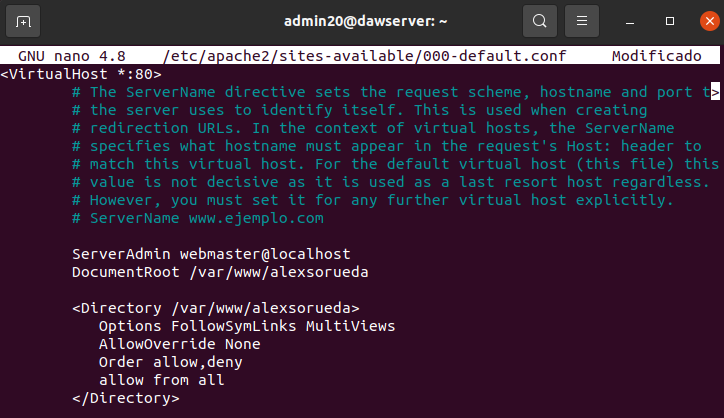 admin20@dawserver: ~
GNU nano 4.8 /etc/apache2/sites-available/000-default.conf Modificado
<VirtualHost *:80>
# The ServerName directive sets the request scheme, hostname and port t>
# the server uses to identify itself. This is used when creating
# redirection URLs. In the context of virtual hosts, the ServerName
# specifies what hostname must appear in the request's Host: header to
# match this virtual host. For the default virtual host (this file) this
# value is not decisive as it is used as a last resort host regardless.
# However, you must set it for any further virtual host explicitly.
# ServerName www.ejemplo.com
ServerAdmin webmaster@localhost
DocumentRoot /var/www/alexsorueda
<Directory /var/www/alexsorueda>
Options FollowSymLinks MultiViews
AllowOverride None
Order allow,deny
allow from all
</Directory>